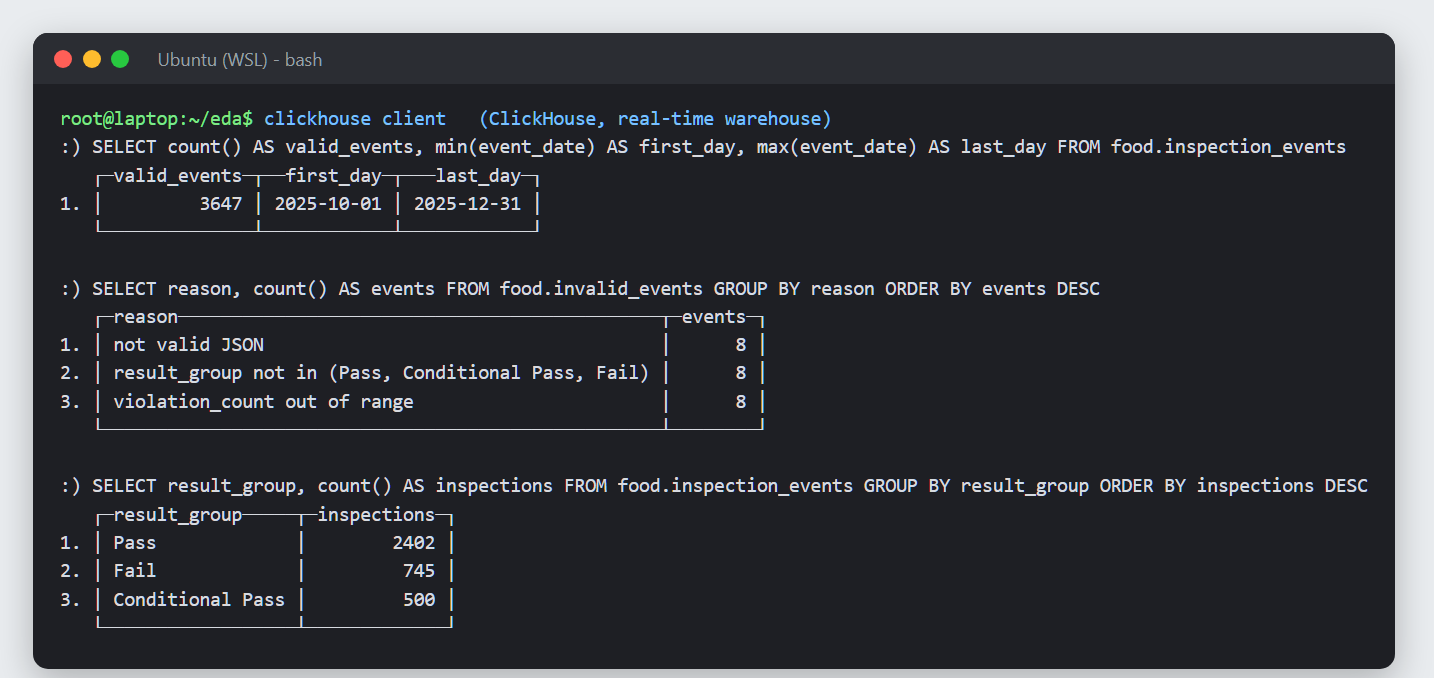 Ubuntu (WSL) - bash
root@laptop:~/eda$ clickhouse client   (ClickHouse, real-time warehouse)
:) SELECT count() AS valid_events, min(event_date) AS first_day, max(event_date) AS last_day FROM food.inspection_events
   ┌─valid_events─┬──first_day─┬───last_day─┐
1. │         3647 │ 2025-10-01 │ 2025-12-31 │
   └──────────────┴────────────┴────────────┘
:) SELECT reason, count() AS events FROM food.invalid_events GROUP BY reason ORDER BY events DESC
   ┌─reason─────────────────────────────────────────────┬─events─┐
1. │ not valid JSON                                     │      8 │
2. │ result_group not in (Pass, Conditional Pass, Fail) │      8 │
3. │ violation_count out of range                       │      8 │
   └────────────────────────────────────────────────────┴────────┘
:) SELECT result_group, count() AS inspections FROM food.inspection_events GROUP BY result_group ORDER BY inspections DESC
   ┌─result_group─────┬─inspections─┐
1. │ Pass             │        2402 │
2. │ Fail             │         745 │
3. │ Conditional Pass │         500 │
   └──────────────────┴─────────────┘